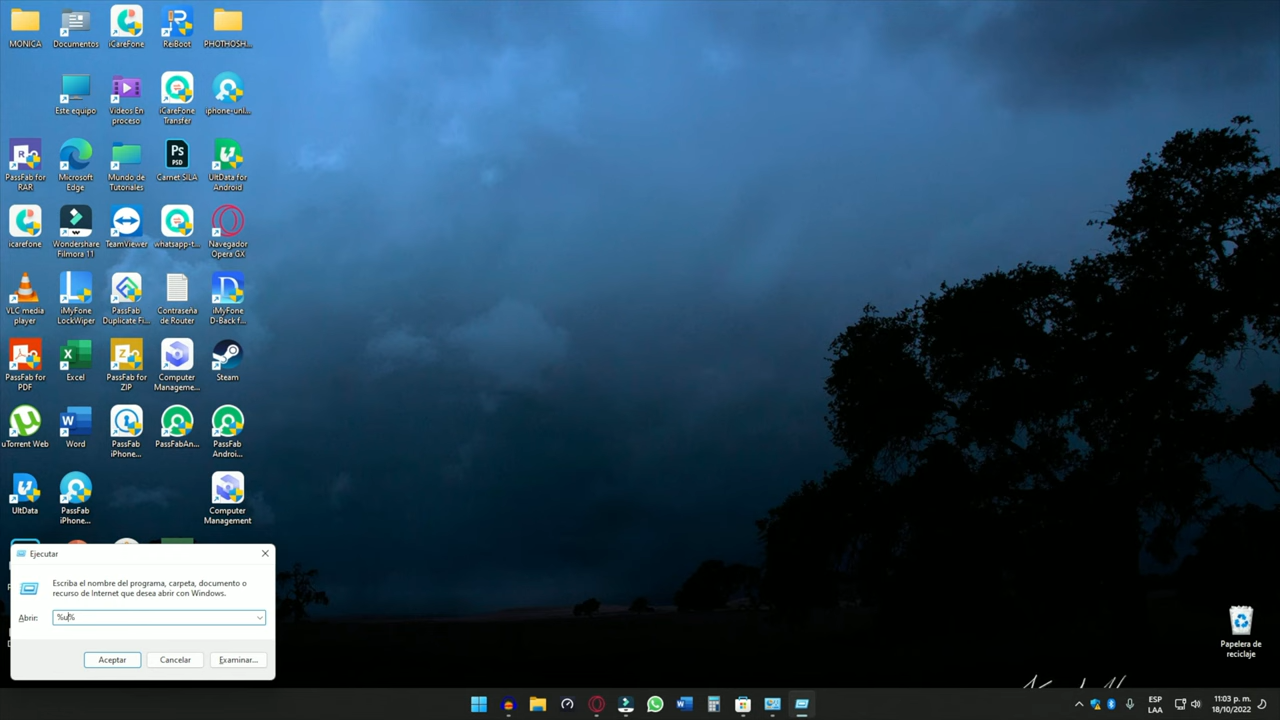 MONICA
Documentos
iCareFone
ReiBoot
PHOTHOSH...
Este equipo
Videos En
proceso
iCareFone
Transfer
iphone-unl...
PassFab for
RAR
Microsoft
Edge
Mundo de
Tutoriales
Ps
PSD
Carnet SILA
UltData for
Android
icarefone
Wondershare
Filmora 11
TeamViewer
whatsapp-t...
Navegador
Opera GX
VLC media
player
iMyFone
LockWiper
PassFab
Duplicate Fi...
Contraseña
de Router
iMyFone
D-Back f...
PassFab for
PDF
Excel
PassFab for
ZIP
Computer
Manageme...
Steam
uTorrent Web
Word
PassFab
iPhone...
PassFabAn...
PassFab
Android...
UltData
PassFab
iPhone...
Computer
Management
Ejecutar
Escriba el nombre del programa, carpeta, documento o
recurso de Internet que desea abrir con Windows.
Abrir:
%u%
Aceptar
Cancelar
Examinar...
Papelera de
reciclaje
ESP
LAA
11:03 p. m.
18/10/2022